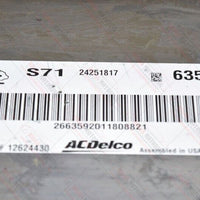 S71 24251817 635
2663592011808821
# 12624430 ACDelco Assembled in USA